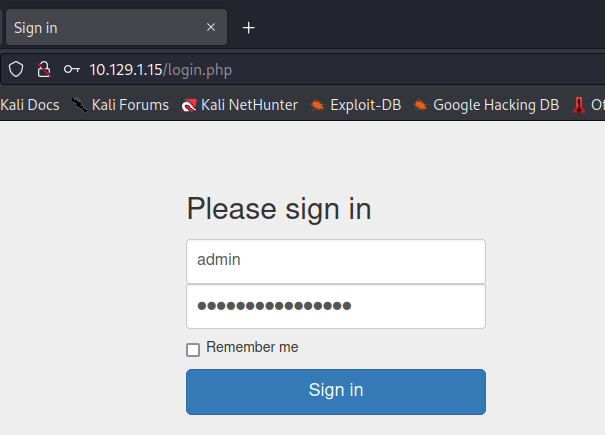 Sign in
10.129.1.15/login.php
Kali Docs Kali Forums Kali NetHunter Exploit-DB Google Hacking DB Of
Please sign in
admin
••••••••••••••••
Remember me
Sign in